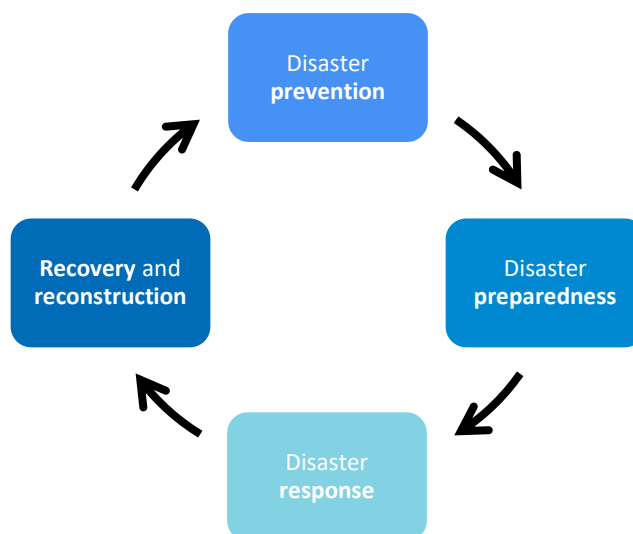 Disaster
prevention
Disaster
preparedness
Disaster
response
Recovery and
reconstruction